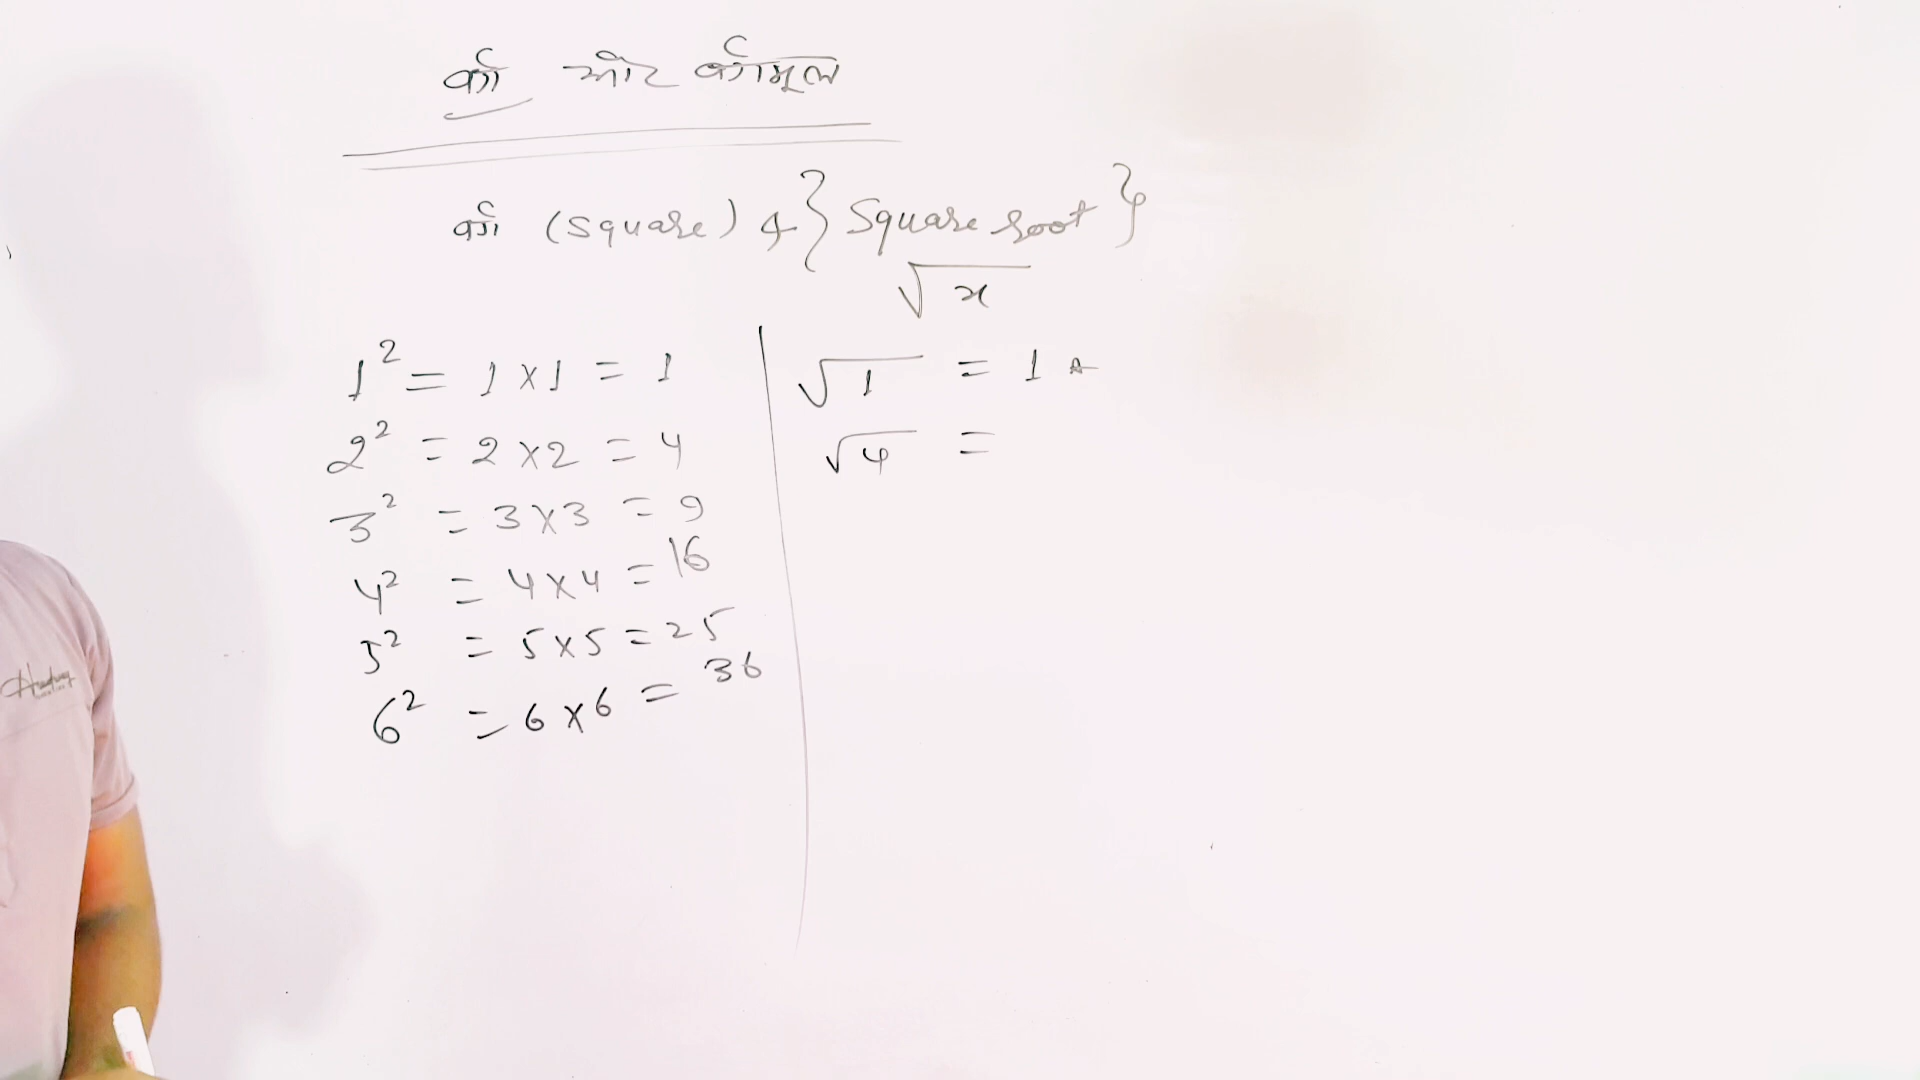 वर्ग और वर्गमूल
वर्ग (square) & { Square root }
√x
1² = 1 × 1 = 1
2² = 2 × 2 = 4
3² = 3 × 3 = 9
4² = 4 × 4 = 16
5² = 5 × 5 = 25
6² = 6 × 6 = 36
√1 = 1
√4 =